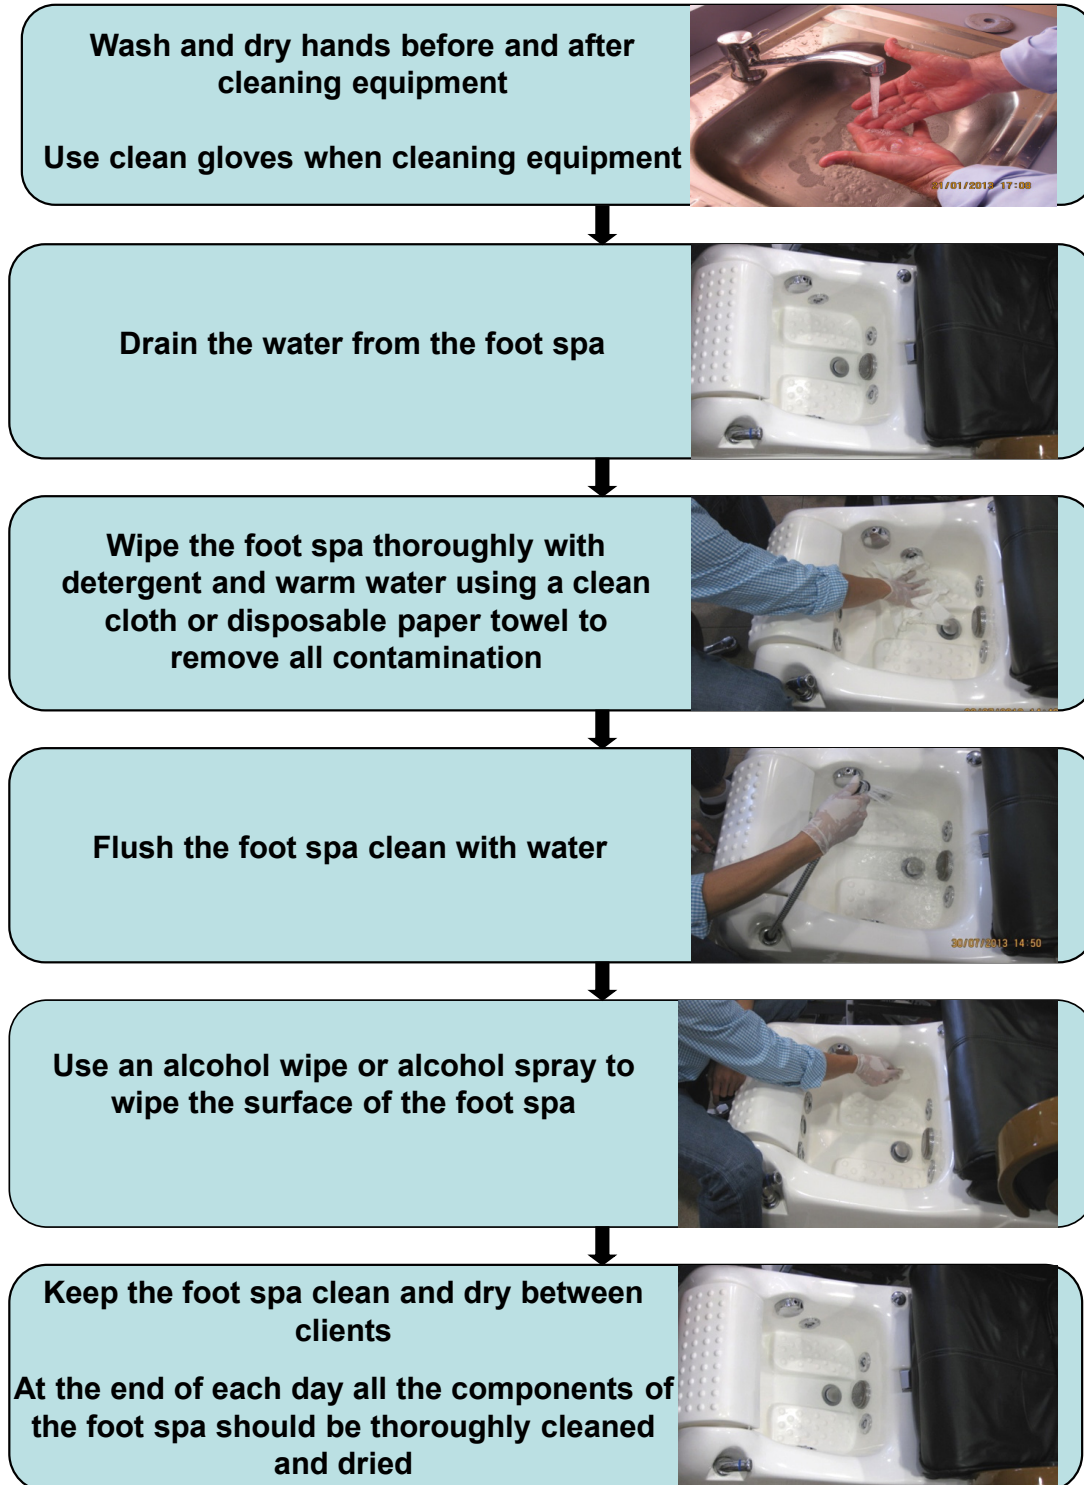 Wash and dry hands before and after
cleaning equipment
Use clean gloves when cleaning equipment
01/01/2013 17:08
Drain the water from the foot spa
Wipe the foot spa thoroughly with
detergent and warm water using a clean
cloth or disposable paper towel to
remove all contamination
Flush the foot spa clean with water
30/07/2013 14:50
Use an alcohol wipe or alcohol spray to
wipe the surface of the foot spa
Keep the foot spa clean and dry between
clients
At the end of each day all the components of
the foot spa should be thoroughly cleaned
and dried